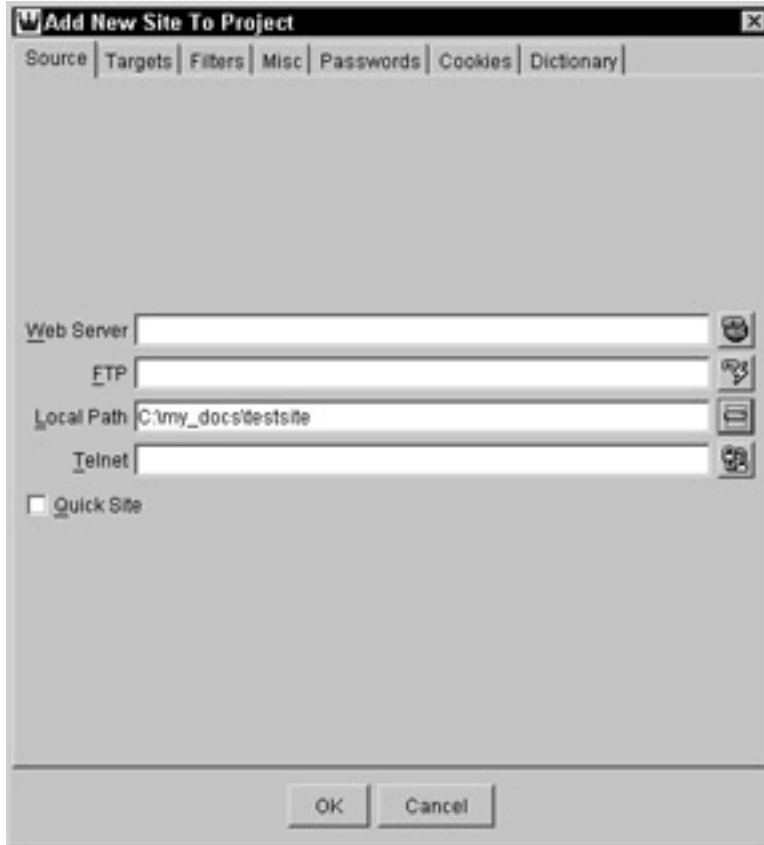 Add New Site To Project
Source Targets Filters Misc Passwords Cookies Dictionary
Web Server
FTP
Local Path C:\my_docs\testsite
Telnet
Quick Site
OK Cancel